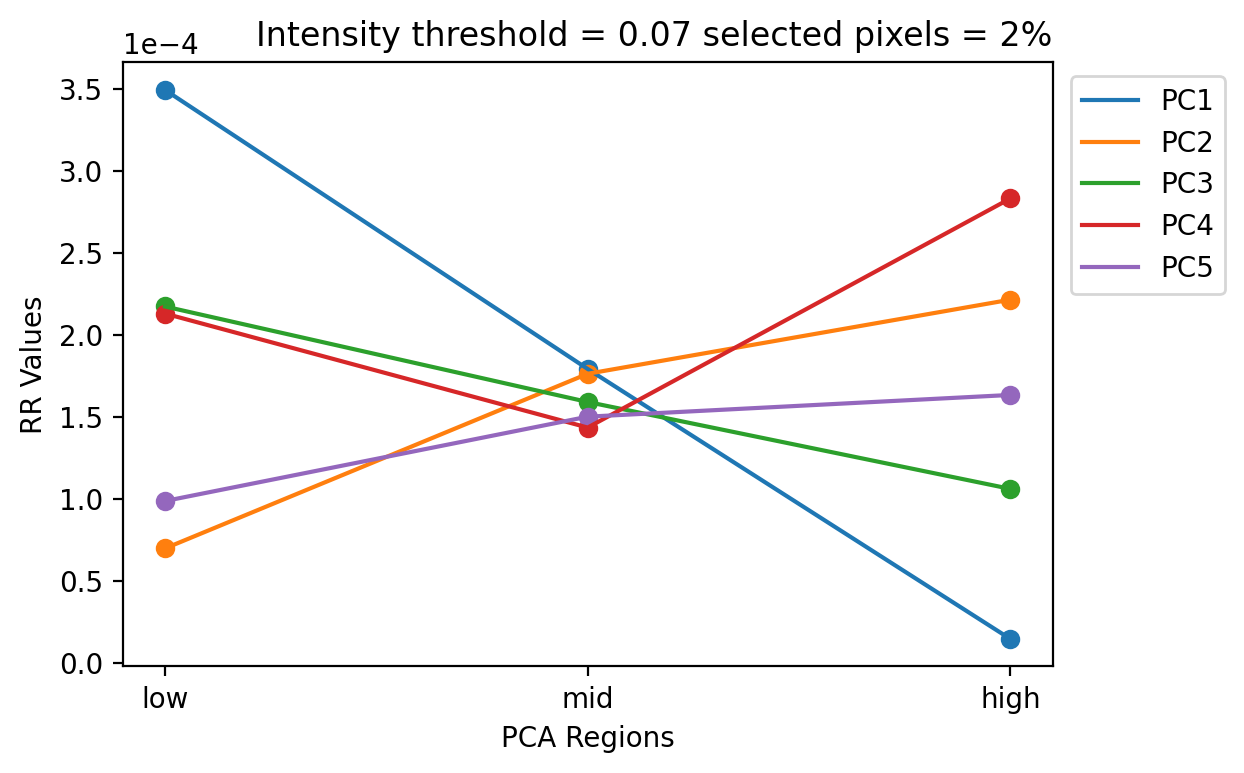 Intensity threshold = 0.07 selected pixels = 2%
1e−4
3.5
3.0
2.5
2.0
1.5
1.0
0.5
0.0
RR Values
low mid high
PCA Regions
PC1
PC2
PC3
PC4
PC5